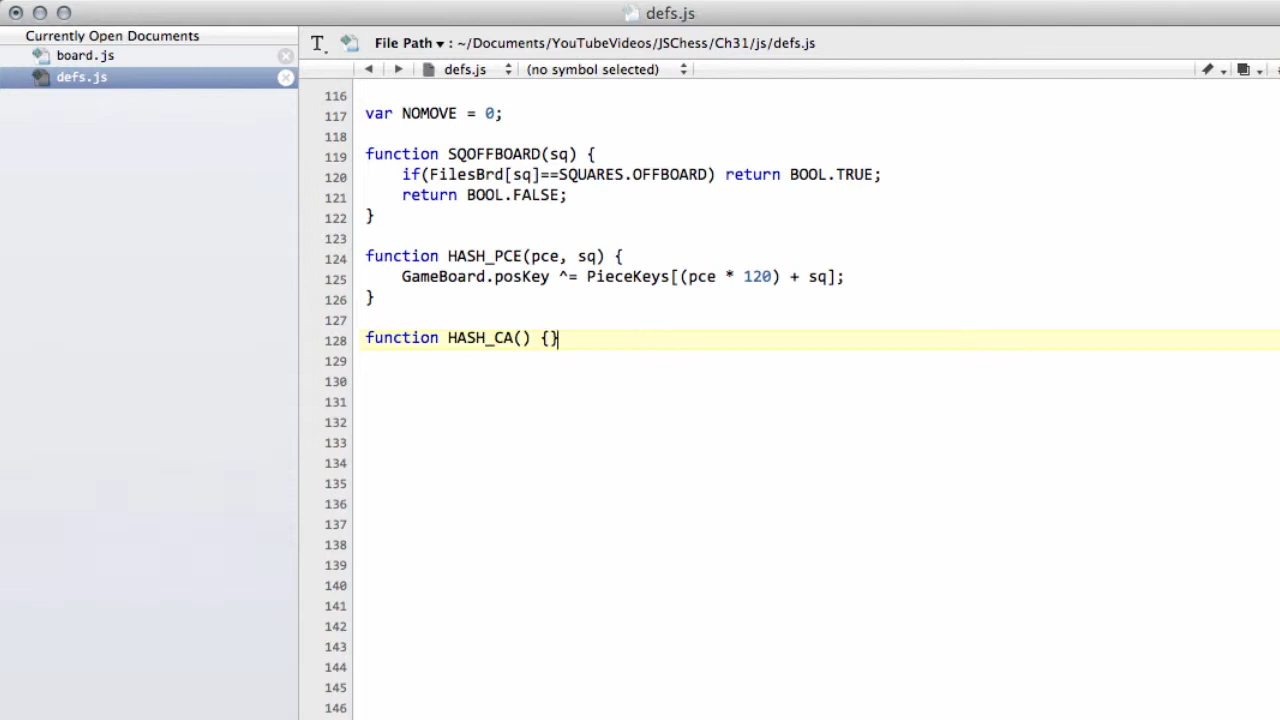 defs.js
Currently Open Documents
board.js
defs.js
File Path : ~/Documents/YouTubeVideos/JSChess/Ch31/js/defs.js
defs.js (no symbol selected)
116
117 var NOMOVE = 0;
118
119 function SQOFFBOARD(sq) {
120 if(FilesBrd[sq]==SQUARES.OFFBOARD) return BOOL.TRUE;
121 return BOOL.FALSE;
122 }
123
124 function HASH_PCE(pce, sq) {
125 GameBoard.posKey ^= PieceKeys[(pce * 120) + sq];
126 }
127
128 function HASH_CA() {}
129
130
131
132
133
134
135
136
137
138
139
140
141
142
143
144
145
146